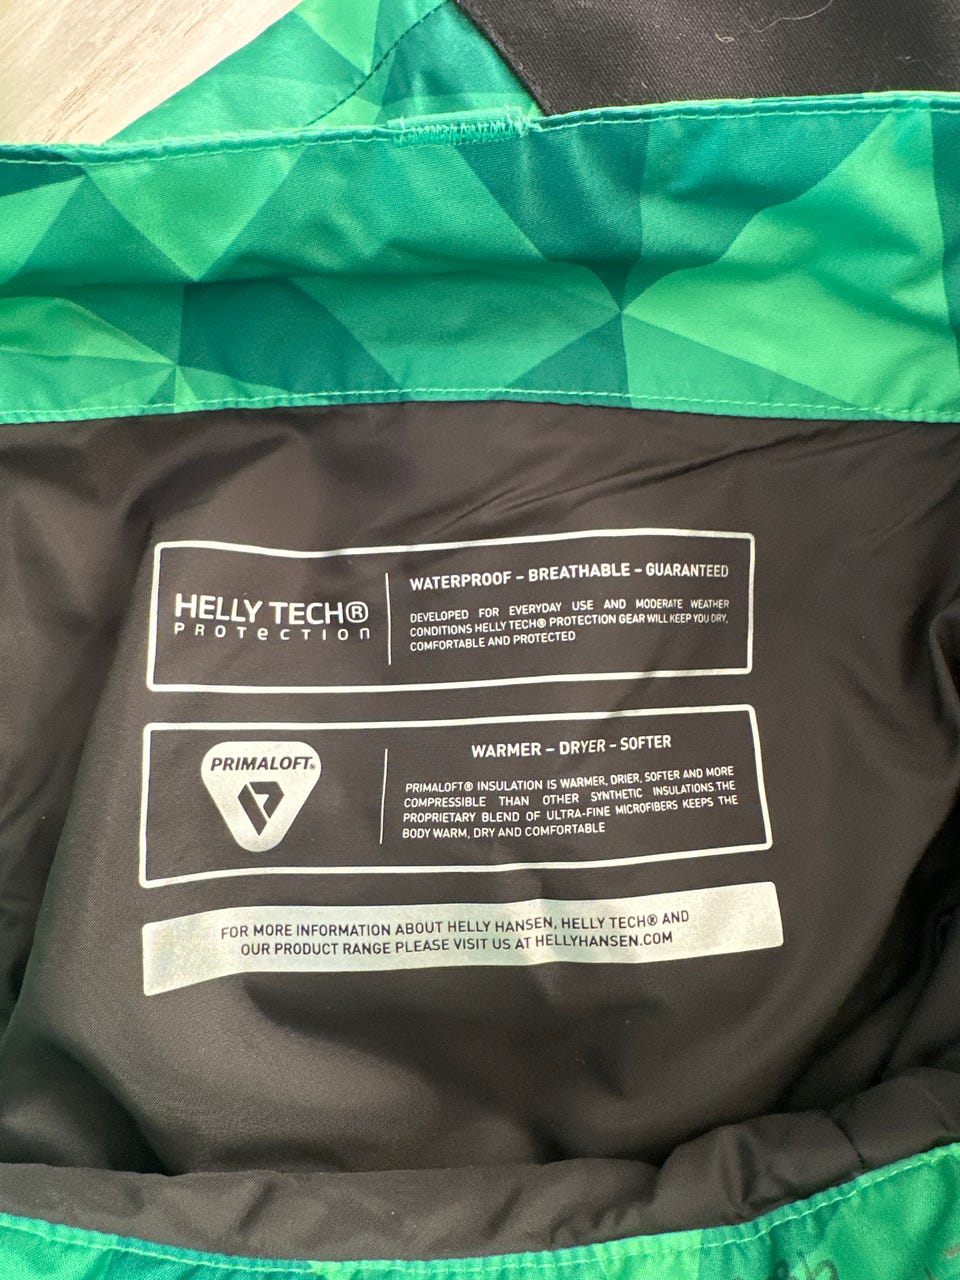 HELLY TECH®
PROTECTION
WATERPROOF – BREATHABLE – GUARANTEED
DEVELOPED FOR EVERYDAY USE AND MODERATE WEATHER
CONDITIONS HELLY TECH® PROTECTION GEAR WILL KEEP YOU DRY,
COMFORTABLE AND PROTECTED
PRIMALOFT®
WARMER – DRYER – SOFTER
PRIMALOFT® INSULATION IS WARMER, DRIER, SOFTER AND MORE
COMPRESSIBLE THAN OTHER SYNTHETIC INSULATIONS.THE
PROPRIETARY BLEND OF ULTRA-FINE MICROFIBERS KEEPS THE
BODY WARM, DRY AND COMFORTABLE
FOR MORE INFORMATION ABOUT HELLY HANSEN, HELLY TECH® AND
OUR PRODUCT RANGE PLEASE VISIT US AT HELLYHANSEN.COM